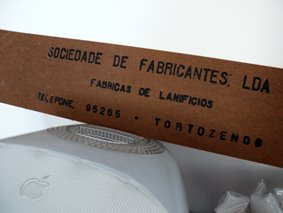 SOCIEDADE DE FABRICANTES, LDA
FABRICAS DE LANIFICIOS
TELEFONE, 95265 - TORTOZENDO